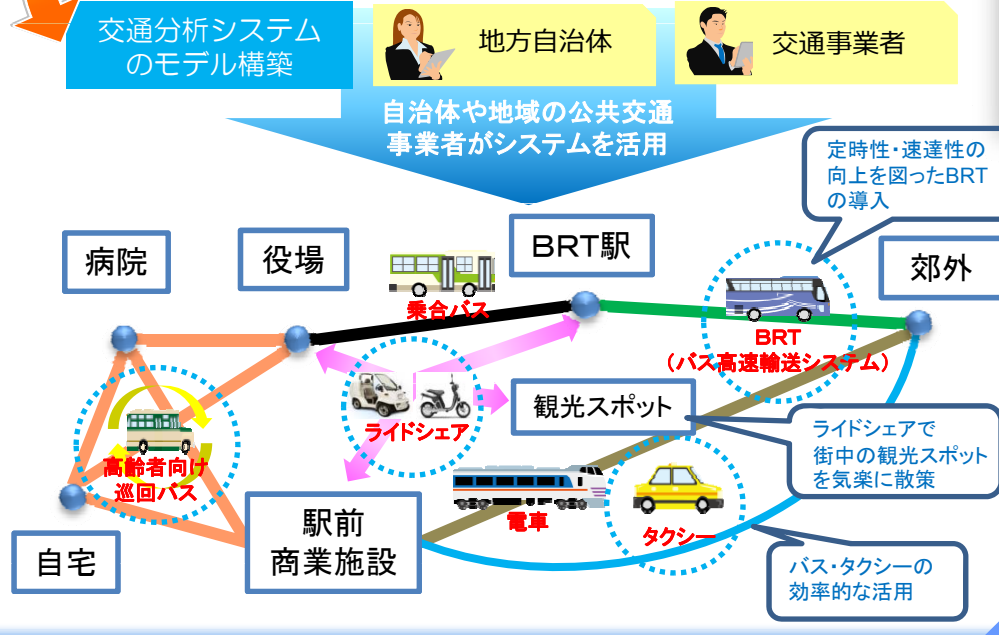 交通分析システム
のモデル構築
地方自治体
交通事業者
自治体や地域の公共交通
事業者がシステムを活用
定時性・速達性の
向上を図ったBRT
の導入
病院
役場
BRT駅
郊外
乗合バス
BRT
(バス高速輸送システム)
ライドシェア
観光スポット
ライドシェアで
街中の観光スポット
を気楽に散策
高齢者向け
巡回バス
電車
タクシー
自宅
駅前
商業施設
バス・タクシーの
効率的な活用